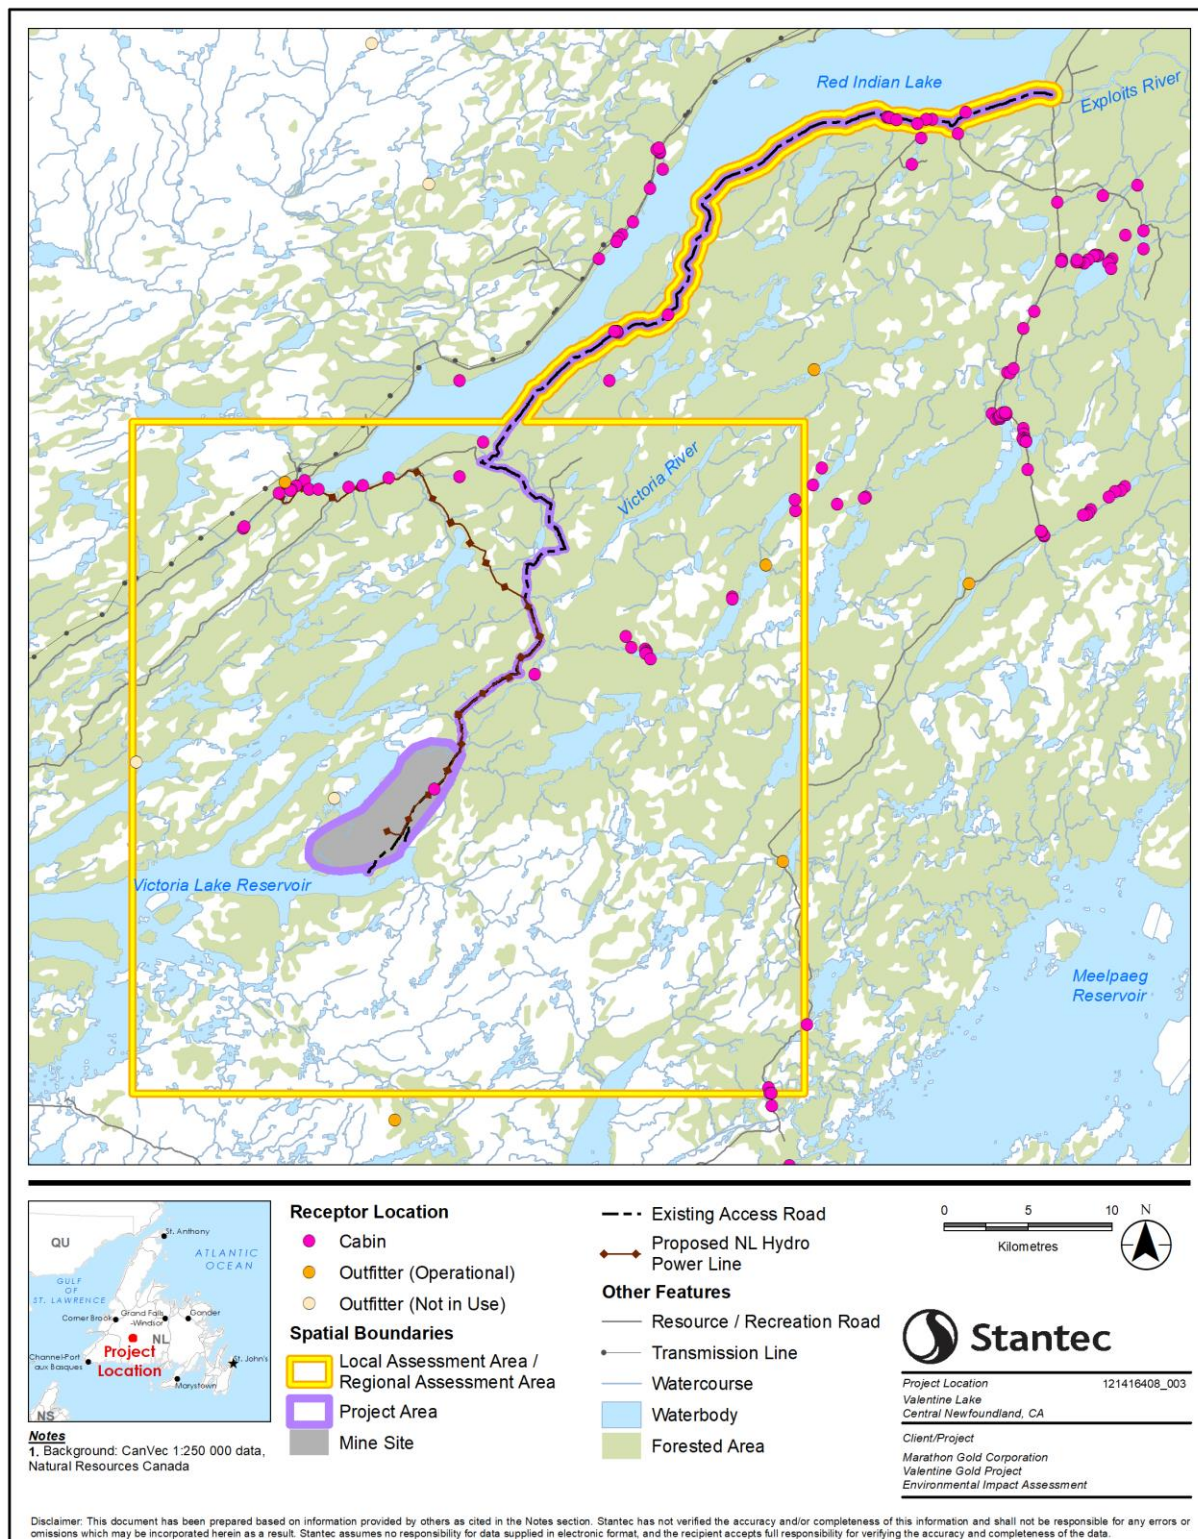 Red Indian Lake
Exploits River
Victoria River
Victoria Lake Reservoir
Meelpaeg
Reservoir
QU
St. Anthony
ATLANTIC
OCEAN
GULF
OF
ST. LAWRENCE
Corner Brook
Grand Falls
-Windsor
Gander
NL
Project
Location
Channel-Port
aux Basques
St. John's
Marystown
NS
Notes
1. Background: CanVec 1:250 000 data,
Natural Resources Canada
Receptor Location
Cabin
Outfitter (Operational)
Outfitter (Not in Use)
Spatial Boundaries
Local Assessment Area /
Regional Assessment Area
Project Area
Mine Site
Existing Access Road
Proposed NL Hydro
Power Line
Other Features
Resource / Recreation Road
Transmission Line
Watercourse
Waterbody
Forested Area
0 5 10
Kilometres
N
Stantec
Project Location 121416408_003
Valentine Lake
Central Newfoundland, CA
Client/Project
Marathon Gold Corporation
Valentine Gold Project
Environmental Impact Assessment
Disclaimer: This document has been prepared based on information provided by others as cited in the Notes section. Stantec has not verified the accuracy and/or completeness of this information and shall not be responsible for any errors or
omissions which may be incorporated herein as a result. Stantec assumes no responsibility for data supplied in electronic format, and the recipient accepts full responsibility for verifying the accuracy and completeness of the data.